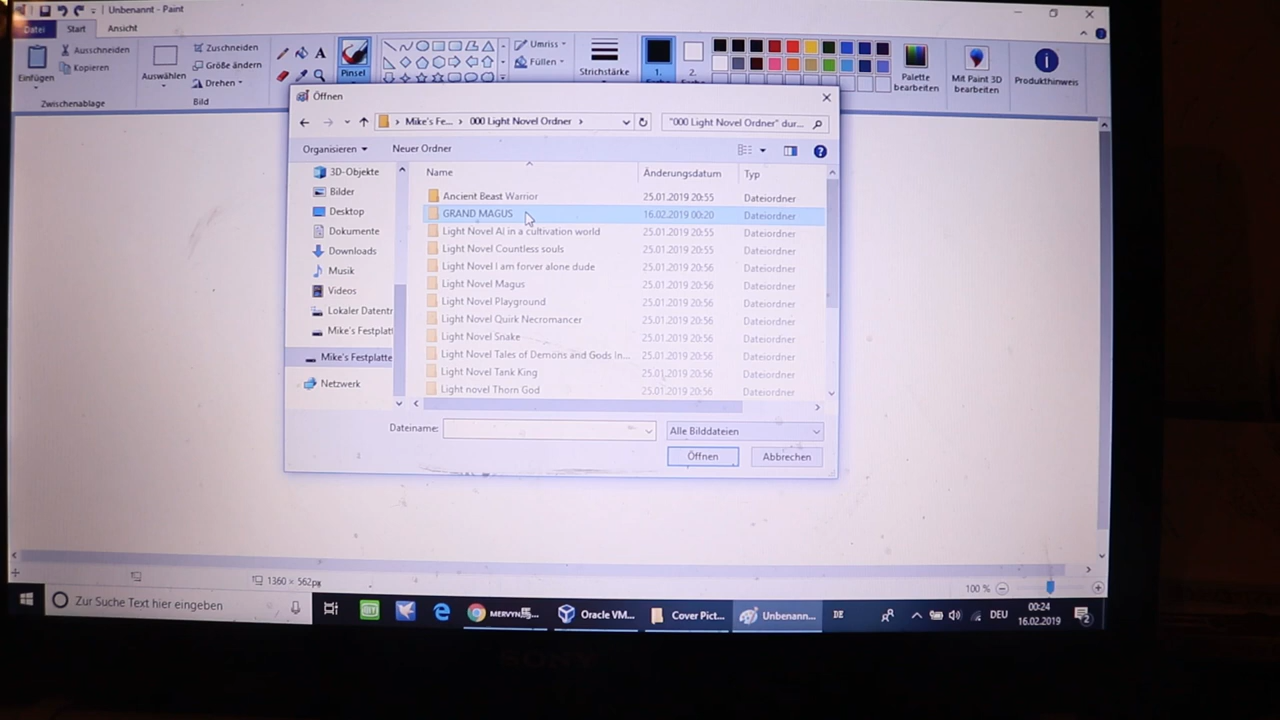 Unbenannt - Paint
Datei Start Ansicht
Einfügen
Ausschneiden
Kopieren
Zwischenablage
Auswählen
Zuschneiden
Größe ändern
Drehen
Bild
A
Pinsel
Umriss
Füllen
Strichstärke
1.
2.
Palette
bearbeiten
Mit Paint 3D
bearbeiten
Produkthinweis
Öffnen
Mike's Fe... > 000 Light Novel Ordner >
"000 Light Novel Ordner" dur...
Organisieren Neuer Ordner
3D-Objekte
Bilder
Desktop
Dokumente
Downloads
Musik
Videos
Lokaler Datentr
Mike's Festplat
Mike's Festplatte
Netzwerk
Name Änderungsdatum Typ
Ancient Beast Warrior 25.01.2019 20:55 Dateiordner
GRAND MAGUS 16.02.2019 00:20 Dateiordner
Light Novel AI in a cultivation world 25.01.2019 20:55 Dateiordner
Light Novel Countless souls 25.01.2019 20:55 Dateiordner
Light Novel I am forver alone dude 25.01.2019 20:56 Dateiordner
Light Novel Magus 25.01.2019 20:56 Dateiordner
Light Novel Playground 25.01.2019 20:56 Dateiordner
Light Novel Quirk Necromancer 25.01.2019 20:56 Dateiordner
Light Novel Snake 25.01.2019 20:56 Dateiordner
Light Novel Tales of Demons and Gods In... 25.01.2019 20:56 Dateiordner
Light Novel Tank King 25.01.2019 20:56 Dateiordner
Light novel Thorn God 25.01.2019 20:56 Dateiordner
Dateiname:
Alle Bilddateien
Öffnen Abbrechen
1360 × 562px
100 %
Zur Suche Text hier eingeben
Oracle VM...
Cover Pict...
Unbenann...
DE
DEU
00:24
16.02.2019
2
SONY